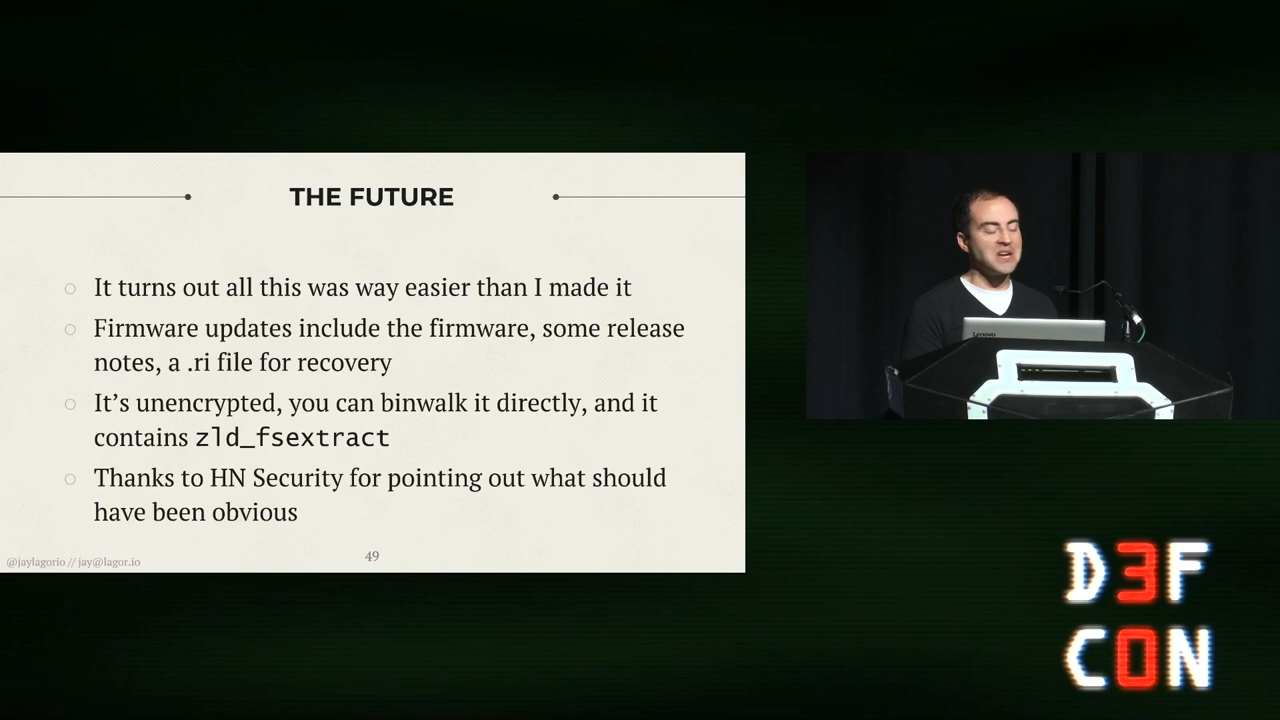 THE FUTURE
It turns out all this was way easier than I made it
Firmware updates include the firmware, some release
notes, a .ri file for recovery
It’s unencrypted, you can binwalk it directly, and it
contains zld_fsextract
Thanks to HN Security for pointing out what should
have been obvious
@jaylagorio // jay@lagor.io
49
Lenovo
D3F
C0N